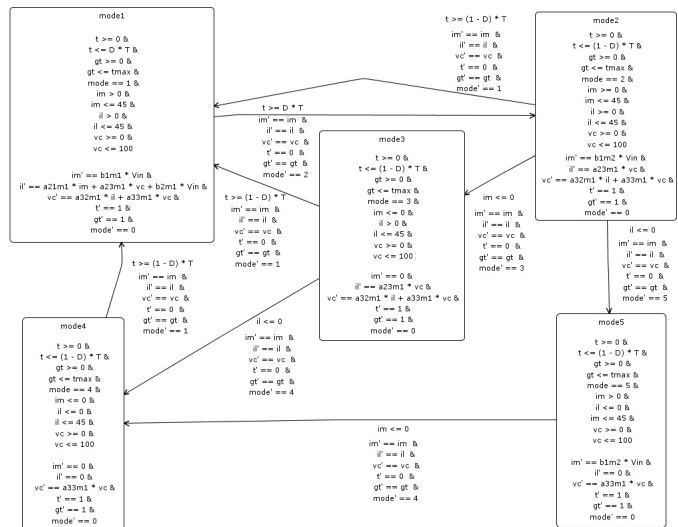 mode1
t >= 0 &
t <= D * T &
gt >= 0 &
gt <= tmax &
mode == 1 &
im > 0 &
im <= 45 &
il > 0 &
il <= 45 &
vc >= 0 &
vc <= 100
im' == b1m1 * Vin &
il' == a21m1 * im + a23m1 * vc + b2m1 * Vin &
vc' == a32m1 * il + a33m1 * vc &
t' == 1 &
gt' == 1 &
mode' == 0
t >= (1 - D) * T
im' == im &
il' == il &
vc' == vc &
t' == 0 &
gt' == gt &
mode' == 1
mode2
t >= 0 &
t <= (1 - D) * T &
gt >= 0 &
gt <= tmax &
mode == 2 &
im >= 0 &
im <= 45 &
il >= 0 &
il <= 45 &
vc >= 0 &
vc <= 100
im' == b1m2 * Vin &
il' == a23m1 * vc &
vc' == a32m1 * il + a33m1 * vc &
t' == 1 &
gt' == 1 &
mode' == 0
t >= D * T
im' == im &
il' == il &
vc' == vc &
t' == 0 &
gt' == gt &
mode' == 2
mode3
t >= 0 &
t <= (1 - D) * T &
gt >= 0 &
gt <= tmax &
mode == 3 &
im <= 0 &
il > 0 &
il <= 45 &
vc >= 0 &
vc <= 100
im' == 0 &
il' == a23m1 * vc &
vc' == a32m1 * il + a33m1 * vc &
t' == 1 &
gt' == 1 &
mode' == 0
t >= (1 - D) * T
im' == im &
il' == il &
vc' == vc &
t' == 0 &
gt' == gt &
mode' == 1
im <= 0
im' == im &
il' == il &
vc' == vc &
t' == 0 &
gt' == gt &
mode' == 3
il <= 0
im' == im &
il' == il &
vc' == vc &
t' == 0 &
gt' == gt &
mode' == 5
t >= (1 - D) * T
im' == im &
il' == il &
vc' == vc &
t' == 0 &
gt' == gt &
mode' == 1
il <= 0
im' == im &
il' == il &
vc' == vc &
t' == 0 &
gt' == gt &
mode' == 4
mode4
t >= 0 &
t <= (1 - D) * T &
gt >= 0 &
gt <= tmax &
mode == 4 &
im <= 0 &
il <= 0 &
il <= 45 &
vc >= 0 &
vc <= 100
im' == 0 &
il' == 0 &
vc' == a33m1 * vc &
t' == 1 &
gt' == 1 &
mode' == 0
mode5
t >= 0 &
t <= (1 - D) * T &
gt >= 0 &
gt <= tmax &
mode == 5 &
im > 0 &
il <= 0 &
im <= 45 &
vc >= 0 &
vc <= 100
im' == b1m2 * Vin &
il' == 0 &
vc' == a33m1 * vc &
t' == 1 &
gt' == 1 &
mode' == 0
im <= 0
im' == im &
il' == il &
vc' == vc &
t' == 0 &
gt' == gt &
mode' == 4